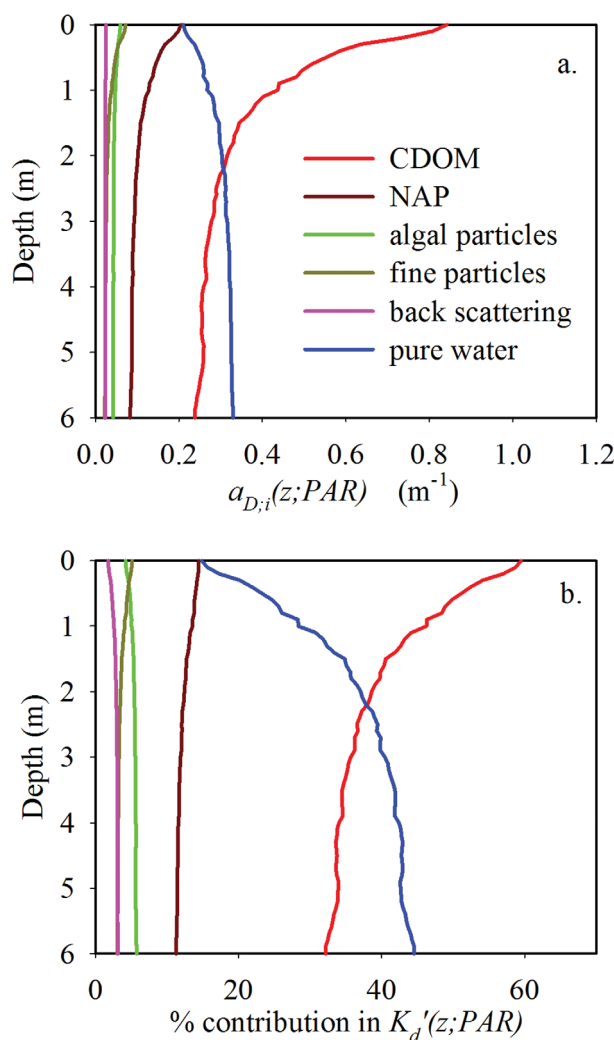 a.
0
1
2
3
4
5
6
Depth (m)
CDOM
NAP
algal particles
fine particles
back scattering
pure water
0.0 0.2 0.4 0.6 0.8 1.0 1.2
a_{D;i}(z;PAR) (m⁻¹)
b.
0
1
2
3
4
5
6
Depth (m)
0 20 40 60
% contribution in K_d'(z;PAR)